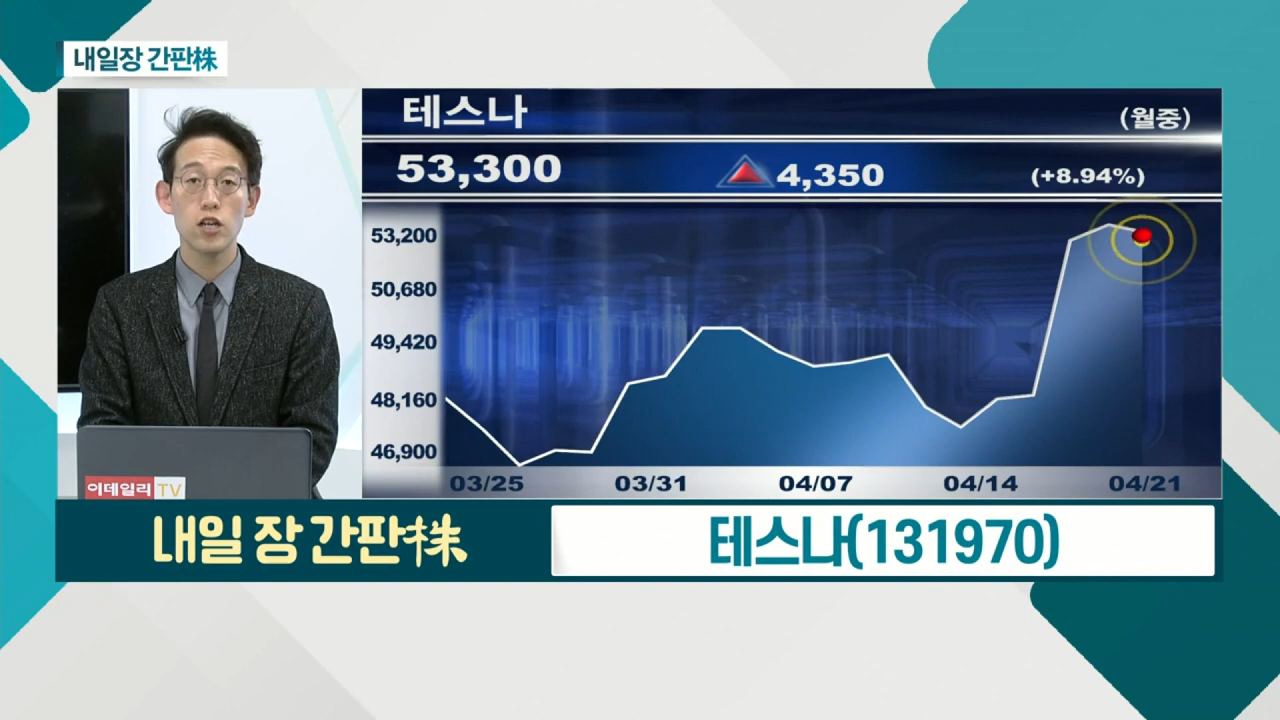 내일장 간판株
테스나
(월중)
53,300
4,350
(+8.94%)
53,200
50,680
49,420
48,160
46,900
03/25
03/31
04/07
04/14
04/21
이데일리 TV
내일 장 간판株
테스나(131970)